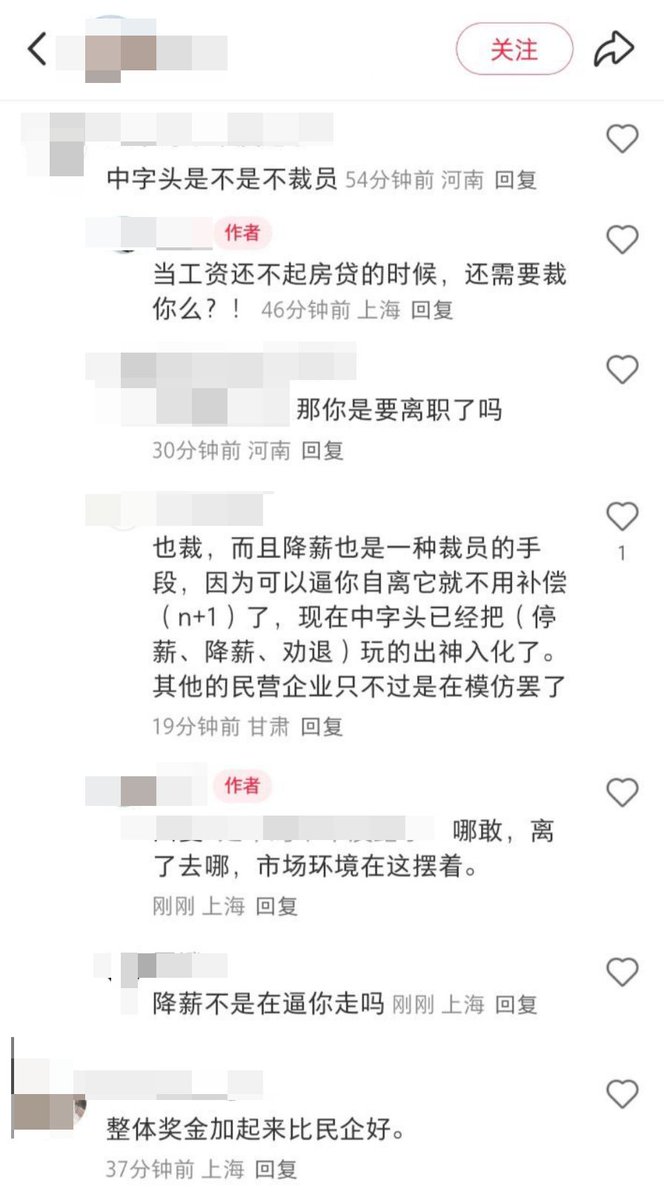 关注
中字头是不是不裁员 54分钟前 河南 回复
作者
当工资还不起房贷的时候，还需要裁
你么？！ 46分钟前 上海 回复
那你是要离职了吗
30分钟前 河南 回复
也裁，而且降薪也是一种裁员的手
段，因为可以逼你自离它就不用补偿
（n+1）了，现在中字头已经把（停
薪、降薪、劝退）玩的出神入化了。
其他的民营企业只不过是在模仿罢了
1
19分钟前 甘肃 回复
作者
哪敢，离
了去哪，市场环境在这摆着。
刚刚 上海 回复
降薪不是在逼你走吗 刚刚 上海 回复
整体奖金加起来比民企好。
37分钟前 上海 回复